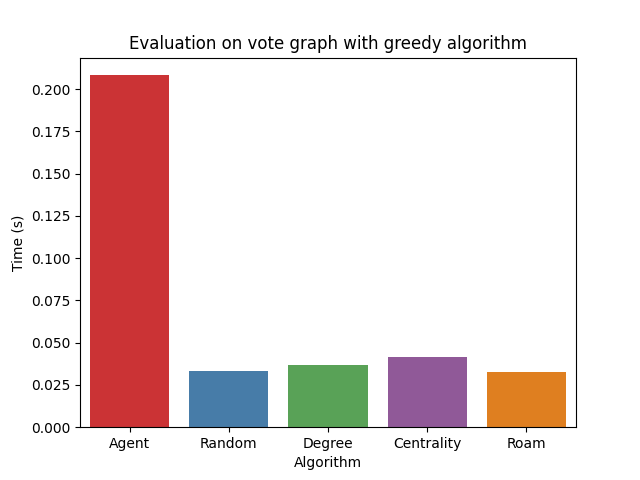 Evaluation on vote graph with greedy algorithm
0.200
0.175
0.150
0.125
0.100
0.075
0.050
0.025
0.000
Time (s)
Agent Random Degree Centrality Roam
Algorithm